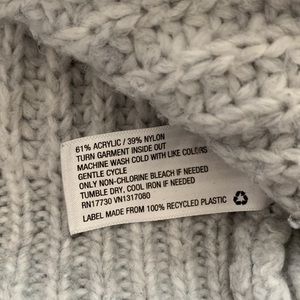 61% ACRYLIC / 39% NYLON
TURN GARMENT INSIDE OUT
MACHINE WASH COLD WITH LIKE COLORS
GENTLE CYCLE
ONLY NON-CHLORINE BLEACH IF NEEDED
TUMBLE DRY, COOL IRON IF NEEDED
RN17730 VN1317080
LABEL MADE FROM 100% RECYCLED PLASTIC